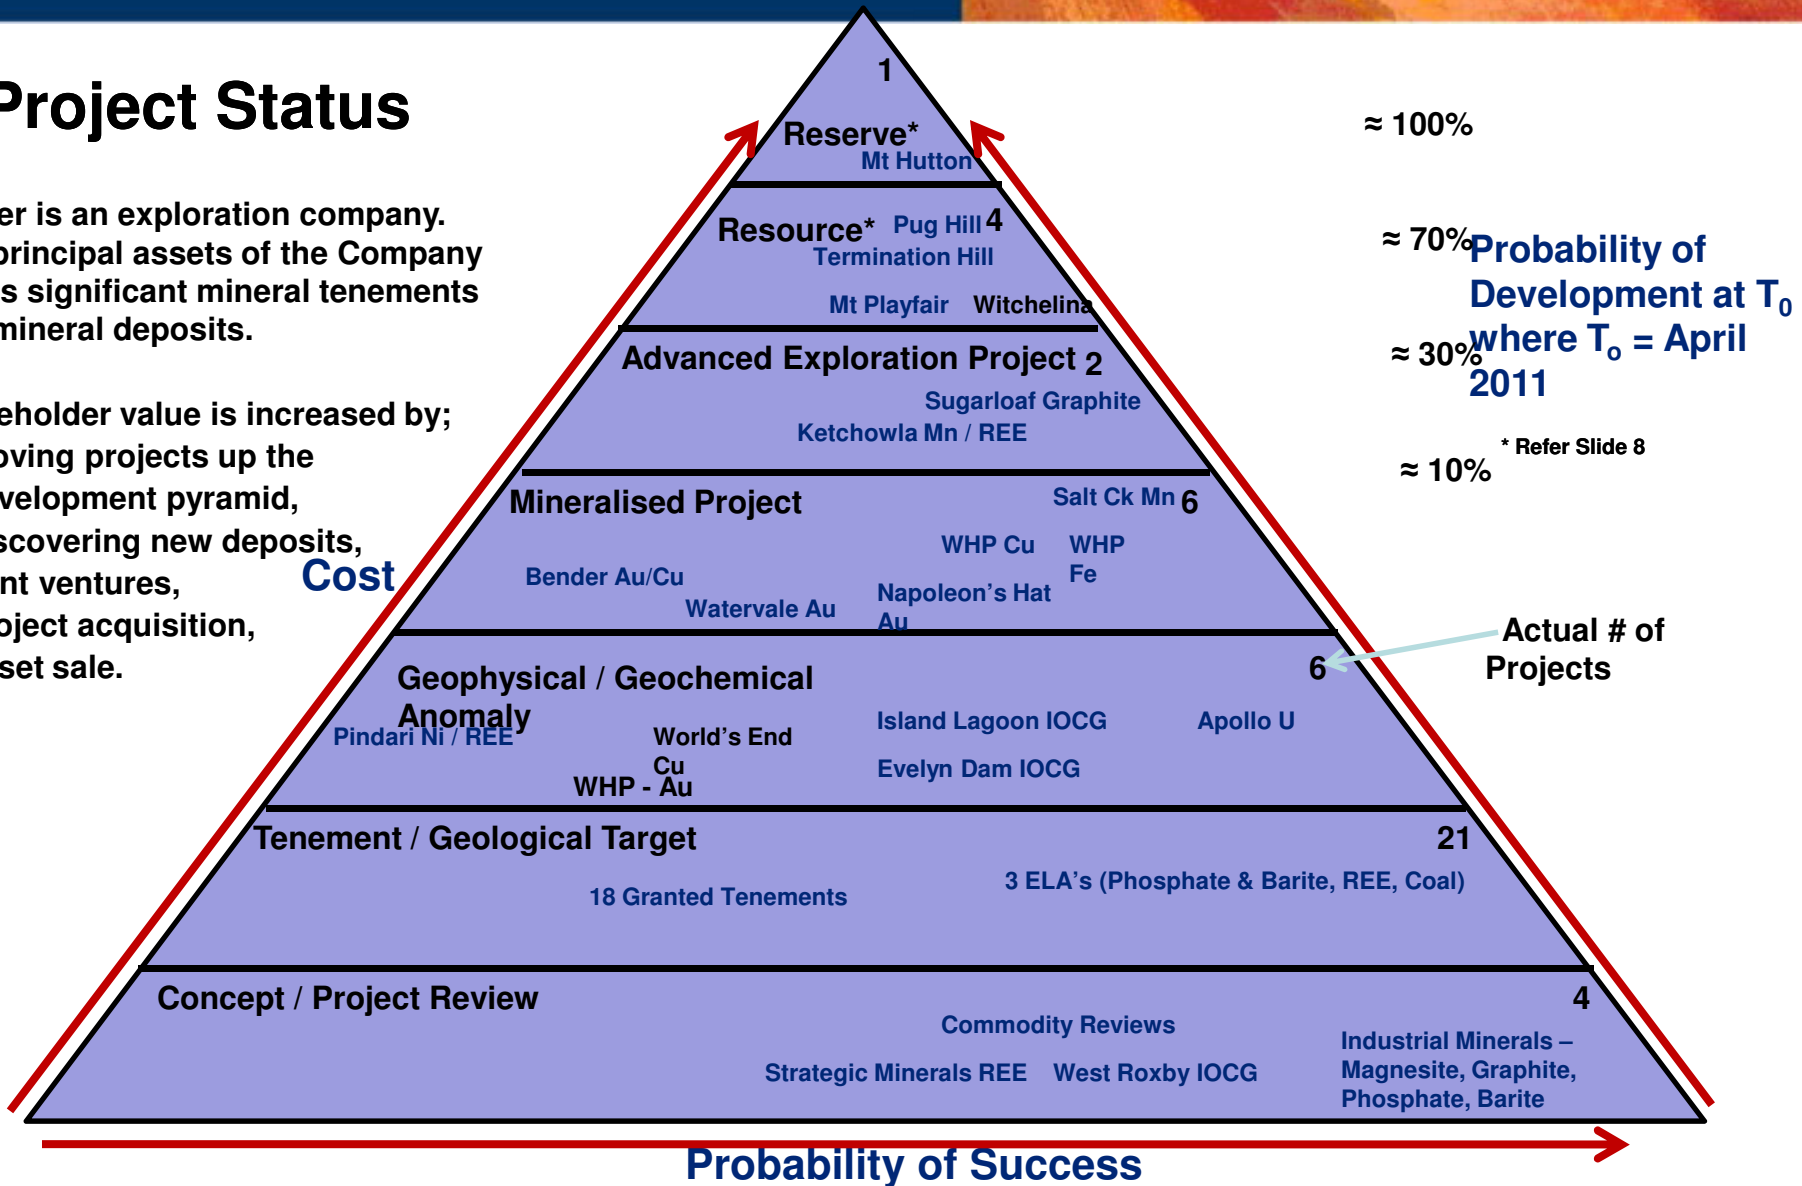 Project Status
er is an exploration company.
principal assets of the Company
s significant mineral tenements
mineral deposits.
eholder value is increased by;
oving projects up the
velopment pyramid,
scovering new deposits,
nt ventures,
oject acquisition,
set sale.
Cost
1
Reserve*
Mt Hutton
Resource* Pug Hill 4
Termination Hill
Mt Playfair Witchelina
Advanced Exploration Project 2
Sugarloaf Graphite
Ketchowla Mn / REE
Mineralised Project
Salt Ck Mn 6
WHP Cu
WHP
Fe
Bender Au/Cu
Napoleon's Hat
Au
Watervale Au
Geophysical / Geochemical
Anomaly
6
Pindari Ni / REE
World's End
Cu
WHP - Au
Island Lagoon IOCG
Apollo U
Evelyn Dam IOCG
Tenement / Geological Target
21
18 Granted Tenements
3 ELA's (Phosphate & Barite, REE, Coal)
Concept / Project Review
4
Commodity Reviews
Strategic Minerals REE
West Roxby IOCG
Industrial Minerals –
Magnesite, Graphite,
Phosphate, Barite
Probability of Success
≈ 100%
≈ 70%
≈ 30%
≈ 10%
Probability of
Development at T0
where To = April
2011
* Refer Slide 8
Actual # of
Projects